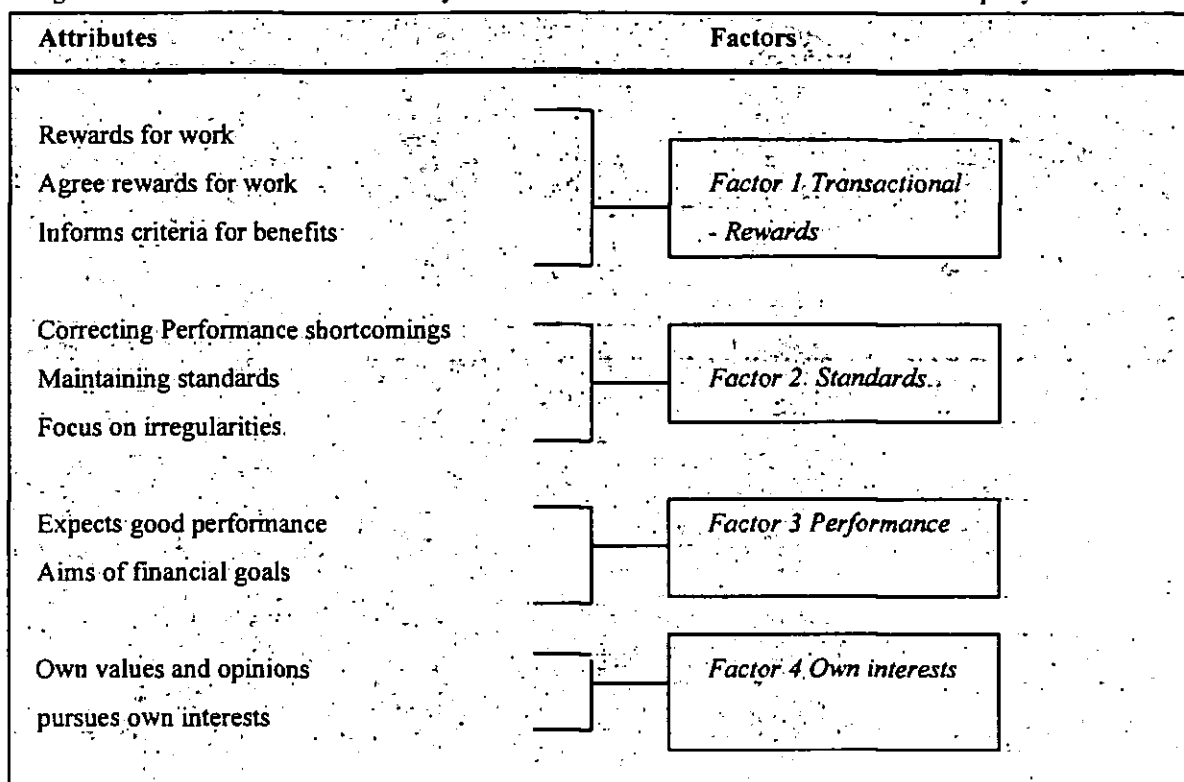 Attributes Factors
Rewards for work
Agree rewards for work
Informs criteria for benefits
Factor 1 Transactional
- Rewards
Correcting Performance shortcomings
Maintaining standards
Focus on irregularities.
Factor 2. Standards.
Expects good performance
Aims of financial goals
Factor 3 Performance
Own values and opinions
pursues own interests
Factor 4 Own interests